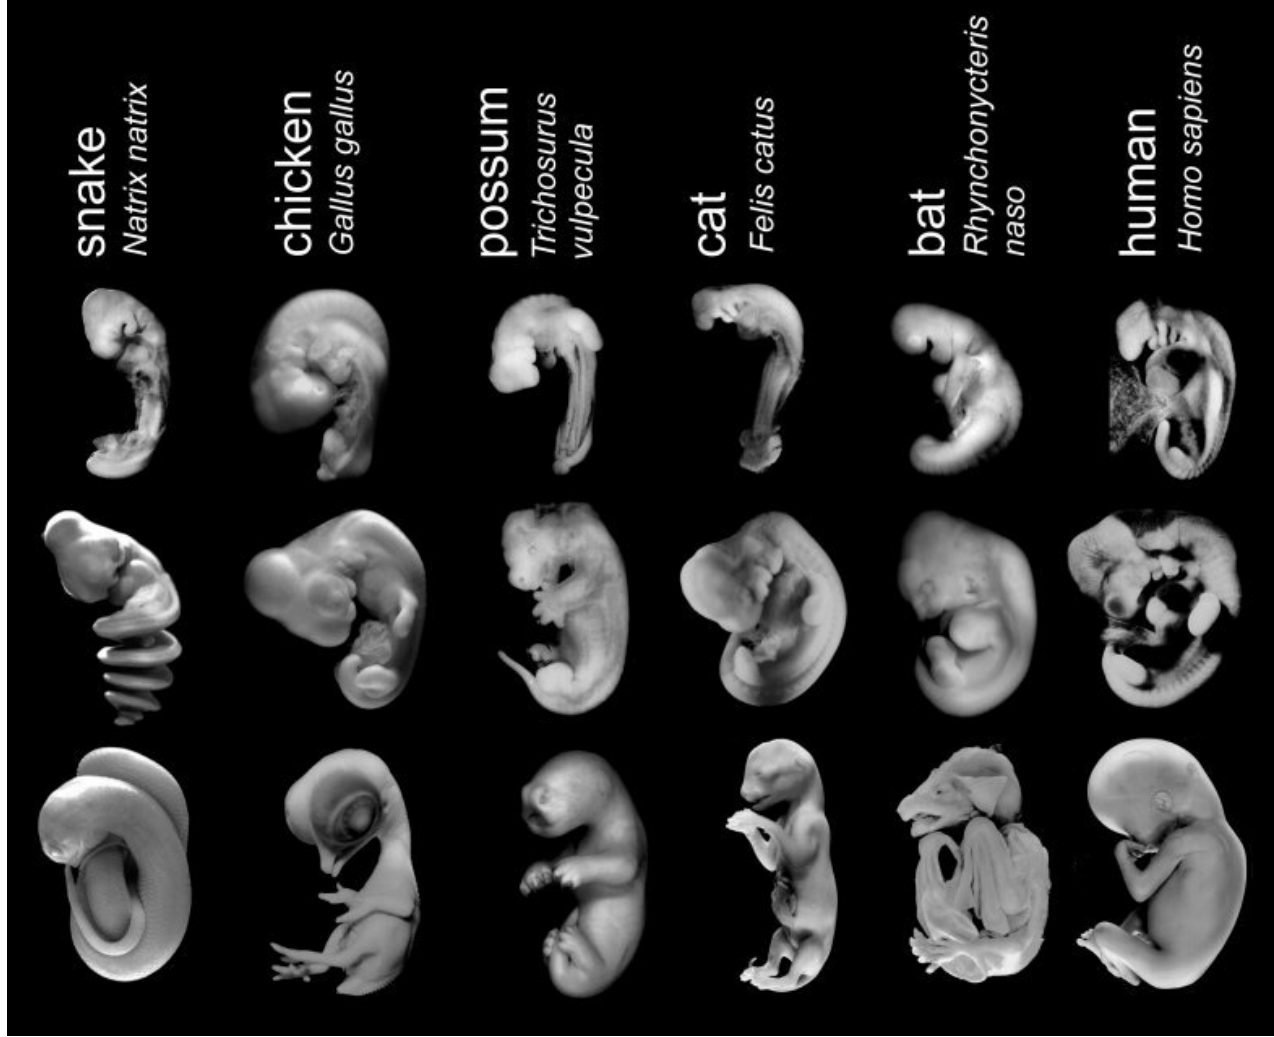 snake
Natrix natrix
chicken
Gallus gallus
possum
Trichosurus
vulpecula
cat
Felis catus
bat
Rhynchonycteris
naso
human
Homo sapiens